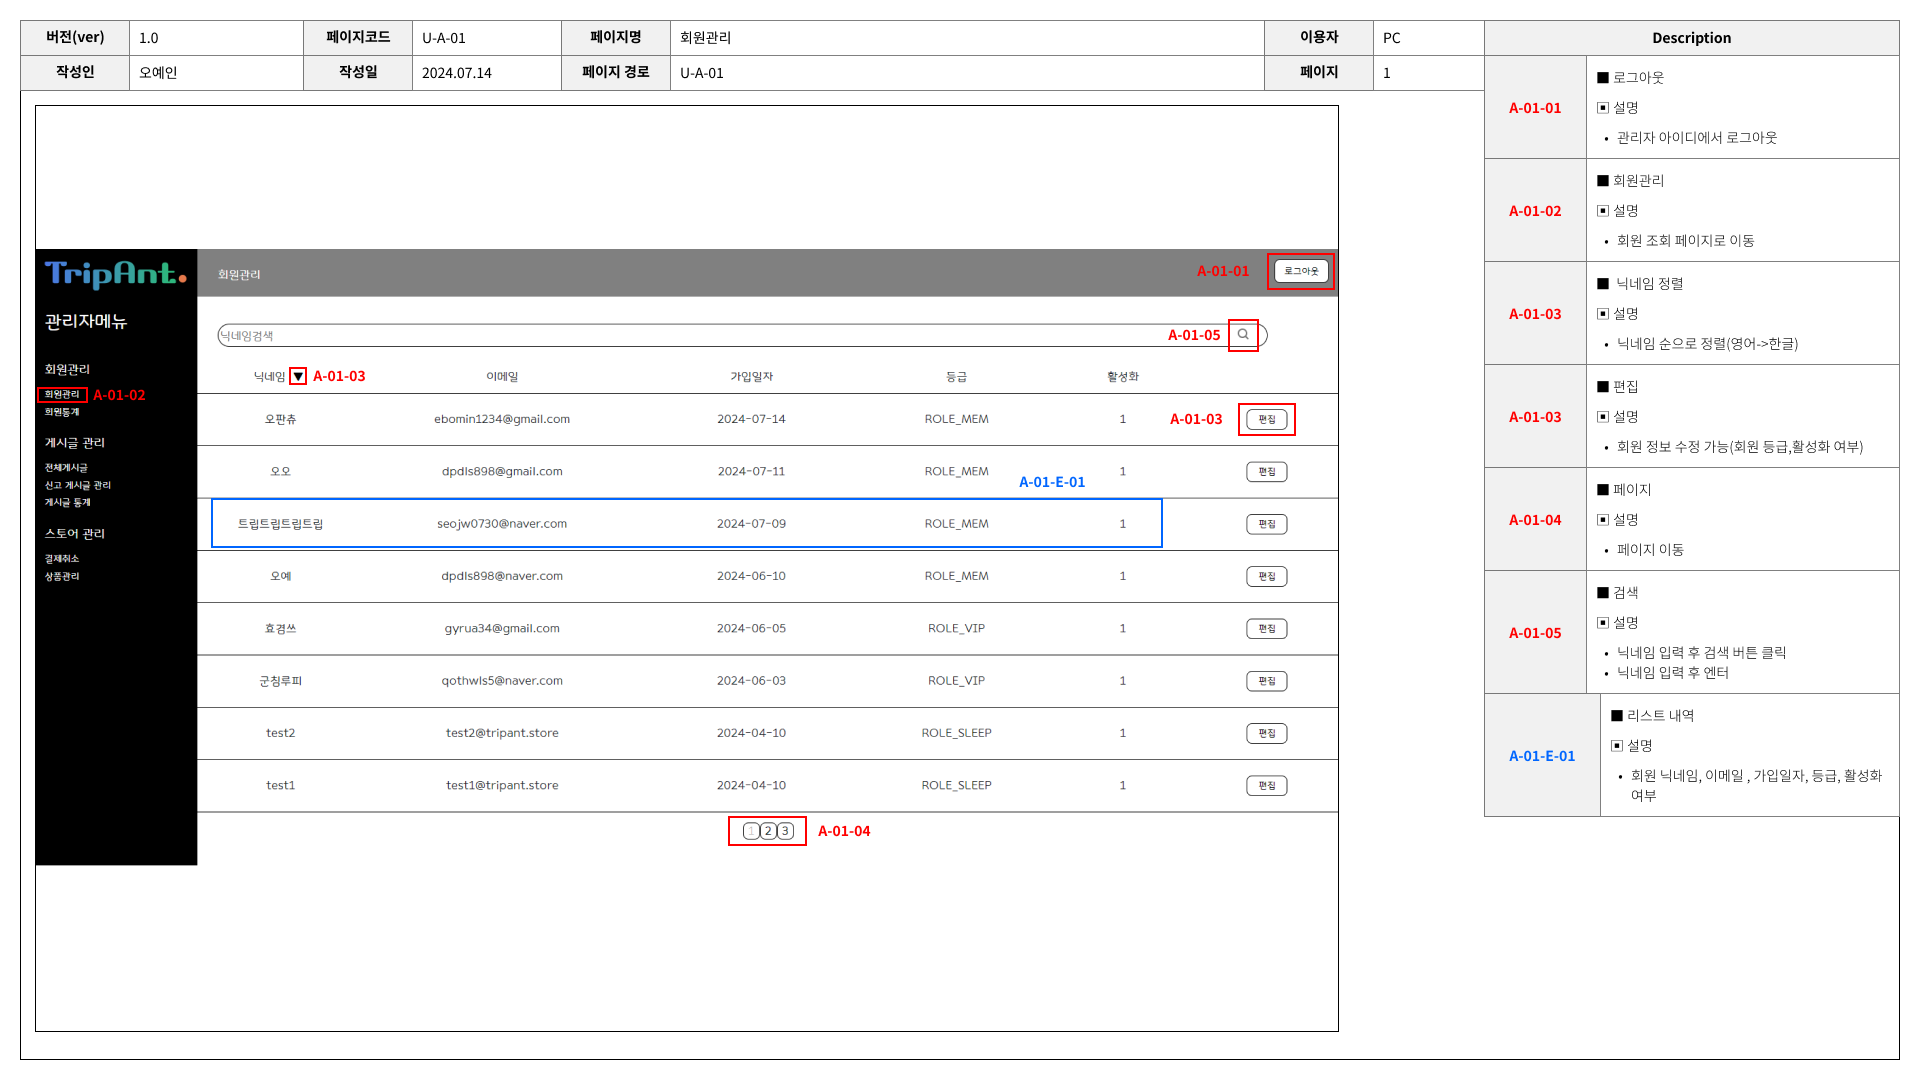 버전(ver) 1.0 페이지코드 U-A-01 페이지명 회원관리 이용자 PC
작성인 오예인 작성일 2024.07.14 페이지 경로 U-A-01 페이지 1
TripAnt.
관리자메뉴
회원관리
회원관리 A-01-02
회원통계
게시글 관리
전체게시글
신고 게시글 관리
게시글 통계
스토어 관리
결제취소
상품관리
회원관리 A-01-01 로그아웃
닉네임검색 A-01-05
닉네임 ▼ A-01-03 이메일 가입일자 등급 활성화
오판츄 ebomin1234@gmail.com 2024-07-14 ROLE_MEM 1 A-01-03 편집
오오 dpdls898@gmail.com 2024-07-11 ROLE_MEM 1 편집
A-01-E-01
트립트립트립트립 seojw0730@naver.com 2024-07-09 ROLE_MEM 1 편집
오예 dpdls898@naver.com 2024-06-10 ROLE_MEM 1 편집
효겸쓰 gyrua34@gmail.com 2024-06-05 ROLE_VIP 1 편집
군침루피 qothwls5@naver.com 2024-06-03 ROLE_VIP 1 편집
test2 test2@tripant.store 2024-04-10 ROLE_SLEEP 1 편집
test1 test1@tripant.store 2024-04-10 ROLE_SLEEP 1 편집
1 2 3 A-01-04
Description
A-01-01
■ 로그아웃
▣ 설명
• 관리자 아이디에서 로그아웃
A-01-02
■ 회원관리
▣ 설명
• 회원 조회 페이지로 이동
A-01-03
■ 닉네임 정렬
▣ 설명
• 닉네임 순으로 정렬(영어->한글)
A-01-03
■ 편집
▣ 설명
• 회원 정보 수정 가능(회원 등급,활성화 여부)
A-01-04
■ 페이지
▣ 설명
• 페이지 이동
A-01-05
■ 검색
▣ 설명
• 닉네임 입력 후 검색 버튼 클릭
• 닉네임 입력 후 엔터
A-01-E-01
■ 리스트 내역
▣ 설명
• 회원 닉네임, 이메일 , 가입일자, 등급, 활성화
여부